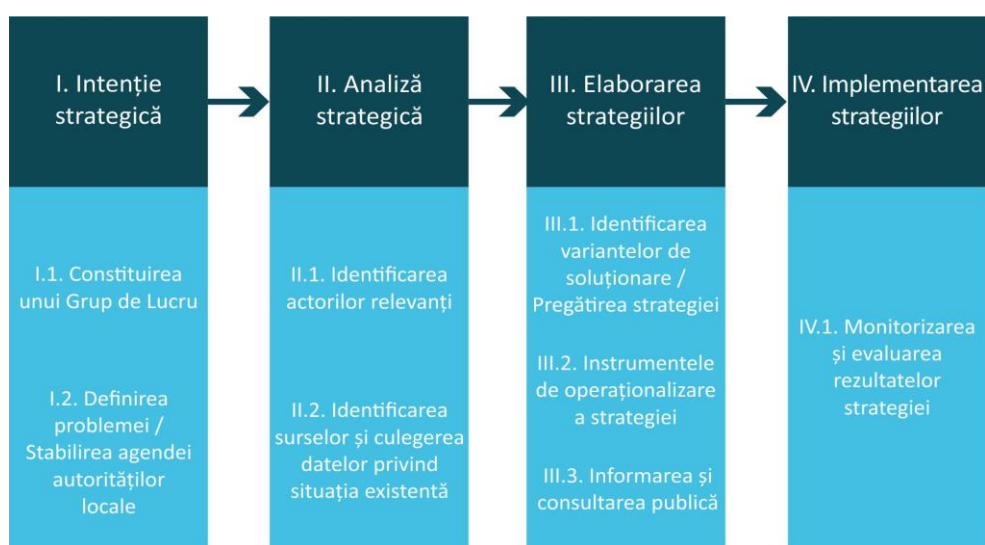 I. Intenție
strategică
II. Analiză
strategică
III. Elaborarea
strategiilor
IV. Implementarea
strategiilor
I.1. Constituirea
unui Grup de Lucru
I.2. Definirea
problemei /
Stabilirea agendei
autorităților
locale
II.1. Identificarea
actorilor relevanți
II.2. Identificarea
surselor și culegerea
datelor privind
situația existentă
III.1. Identificarea
variantelor de
soluționare /
Pregătirea strategiei
III.2. Instrumentele
de operaționalizare
a strategiei
III.3. Informarea și
consultarea publică
IV.1. Monitorizarea
și evaluarea
rezultatelor
strategiei